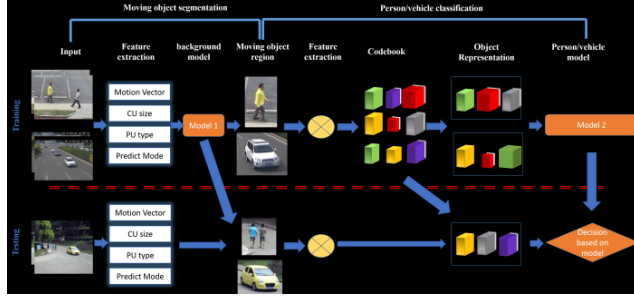 Moving object segmentation
Person/vehicle classification
Input
Feature
extraction
background
model
Moving object
region
Feature
extraction
Codebook
Object
Representation
Person/vehicle
model
Training
Motion Vector
CU size
PU type
Predict Mode
Model 1
Model 2
Testing
Motion Vector
CU size
PU type
Predict Mode
Decision
based on
model